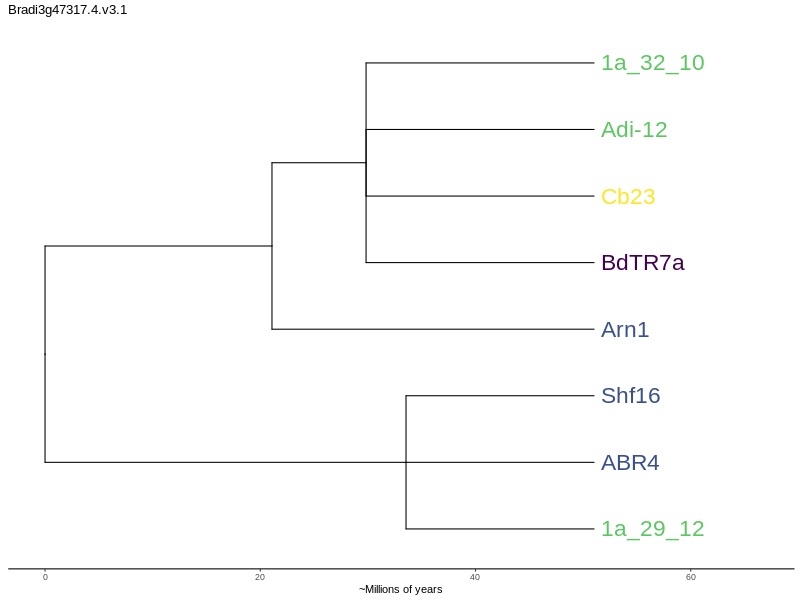 Bradi3g47317.4.v3.1
1a_32_10
Adi-12
Cb23
BdTR7a
Arn1
Shf16
ABR4
1a_29_12
0 20 40 60
~Millions of years